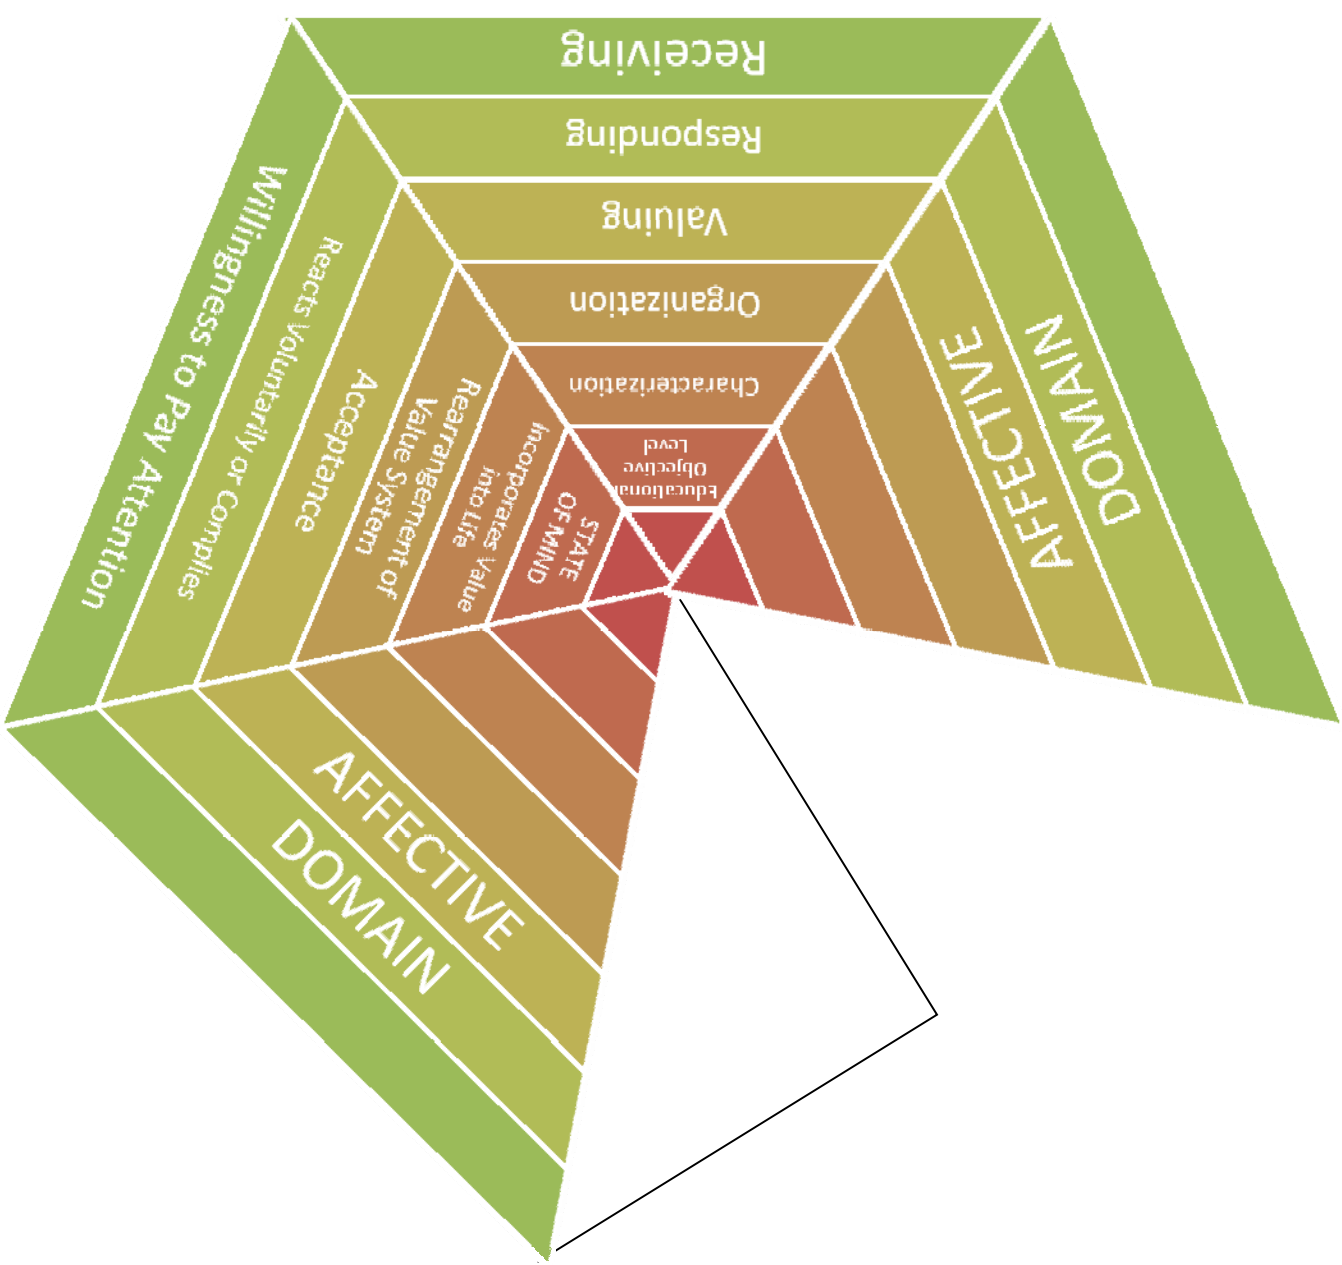 Receiving
Responding
Valuing
Organization
Characterization
Educational
Objective
Level
Willingness to Pay Attention
Reacts Voluntarily or Complies
Acceptance
Rearrangement of
Value System
Incorporates Value
into Life
STATE
OF MIND
AFFECTIVE
DOMAIN
AFFECTIVE
DOMAIN